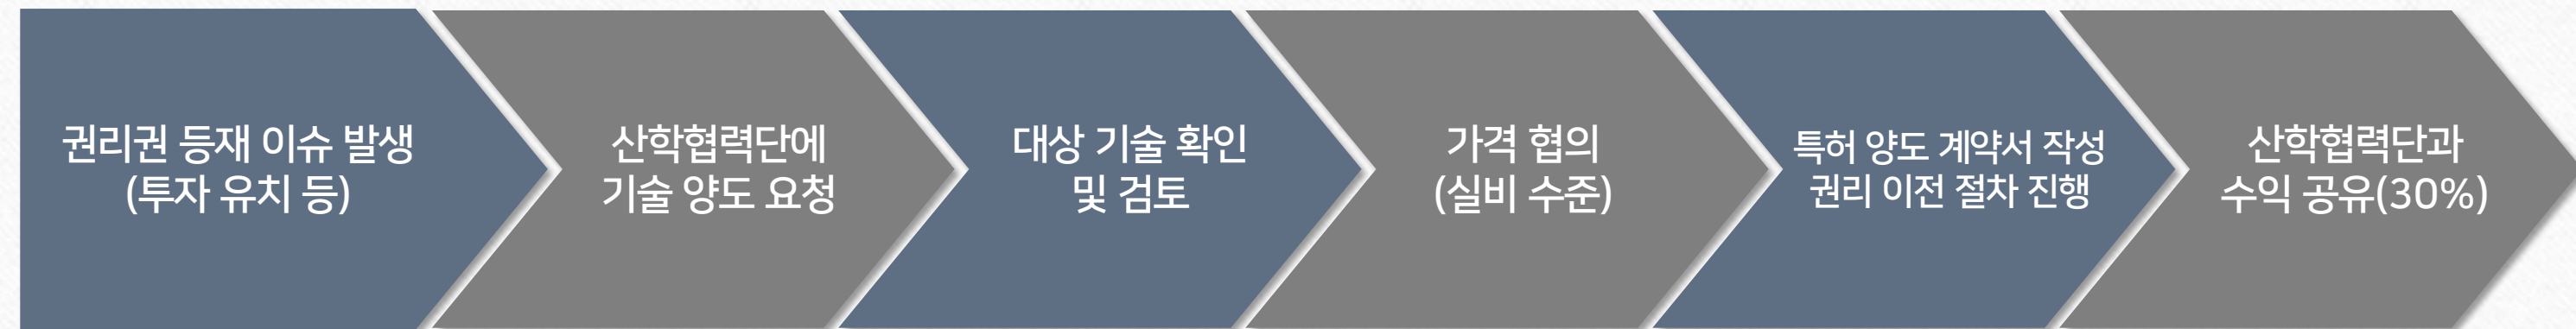 권리권 등재 이슈 발생
(투자 유치 등)
산학협력단에
기술 양도 요청
대상 기술 확인
및 검토
가격 협의
(실비 수준)
특허 양도 계약서 작성
권리 이전 절차 진행
산학협력단과
수익 공유(30%)